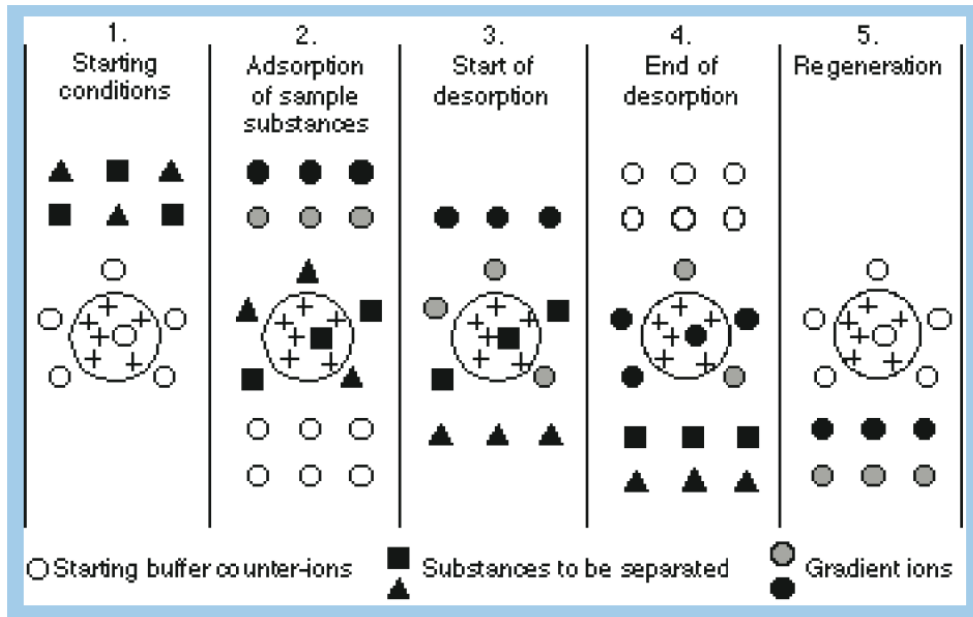 1.
Starting
conditions
2.
Adsorption
of sample
substances
3.
Start of
desorption
4.
End of
desorption
5.
Regeneration
Starting buffer counter-ions
Substances to be separated
Gradient ions